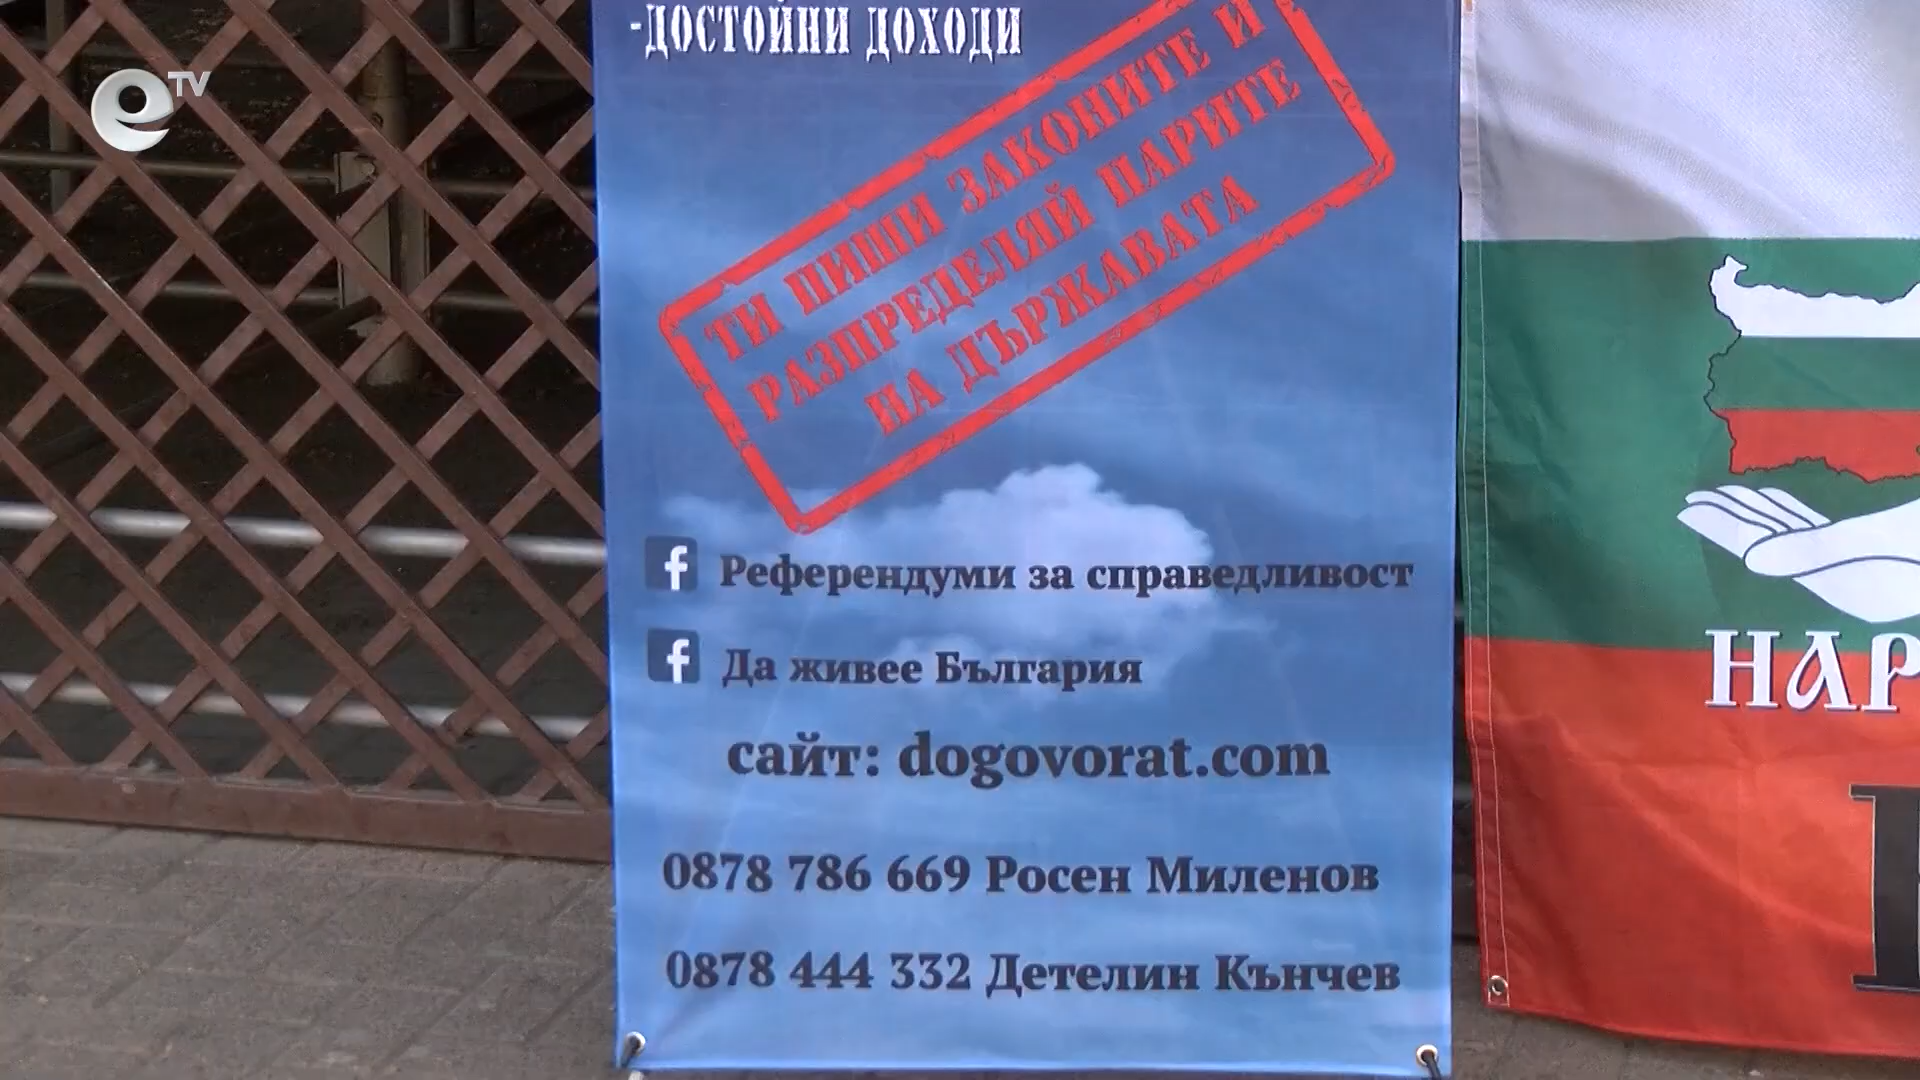 eTV
-ДОСТОЙНИ ДОХОДИ
ТИ ПИШИ ЗАКОНИТЕ И
РАЗПРЕДЕЛЯЙ ПАРИТЕ
НА ДЪРЖАВАТА
f Референдуми за справедливост
f Да живее България
сайт: dogovorat.com
0878 786 669 Росен Миленов
0878 444 332 Детелин Кънчев
НАР